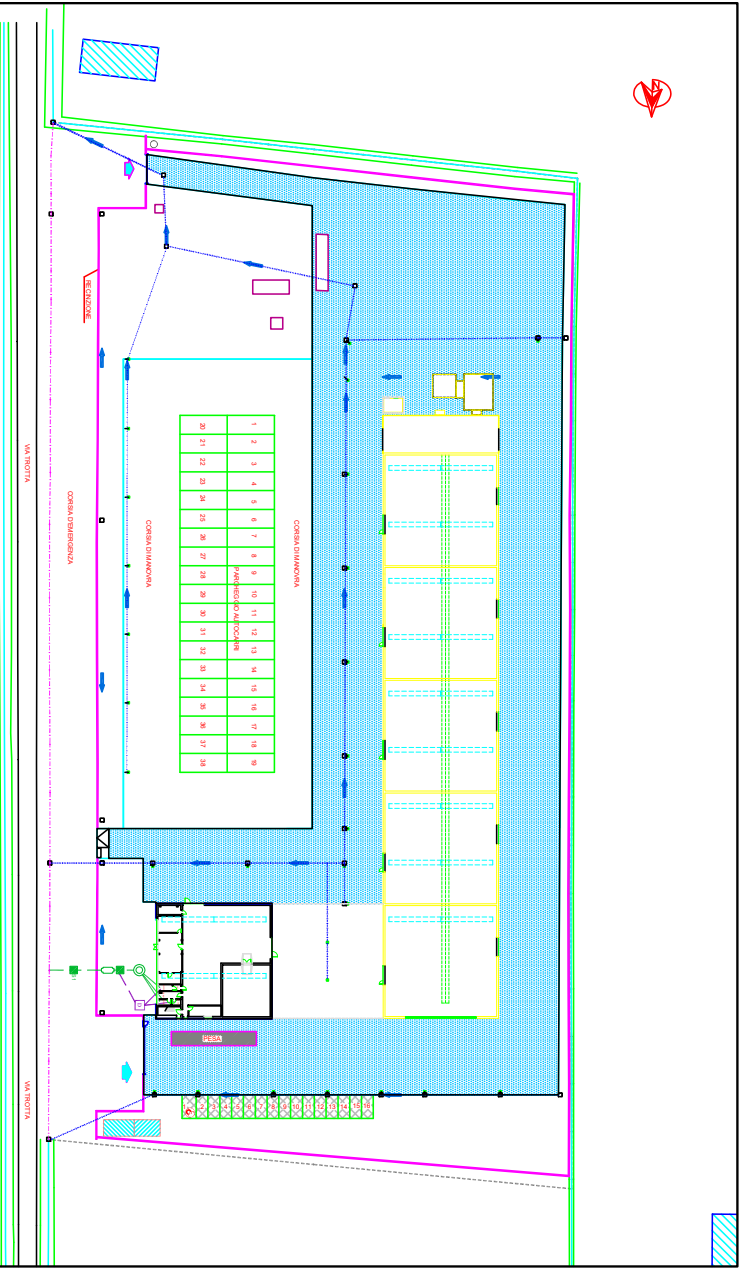 N
RECINZIONE
VIA TROTTA
CORSIA D'EMERGENZA
CORSIA DI MANOVRA
CORSIA DI MANOVRA
PARCHEGGIO AUTOCARRI
1 2 3 4 5 6 7 8 9 10 11 12 13 14 15 16 17 18 19
20 21 22 23 24 25 26 27 28 29 30 31 32 33 34 35 36 37 38
PESA
2 3 4 5 6 7 8 9 10 11 12 13 14 15 16
VIA TROTTA